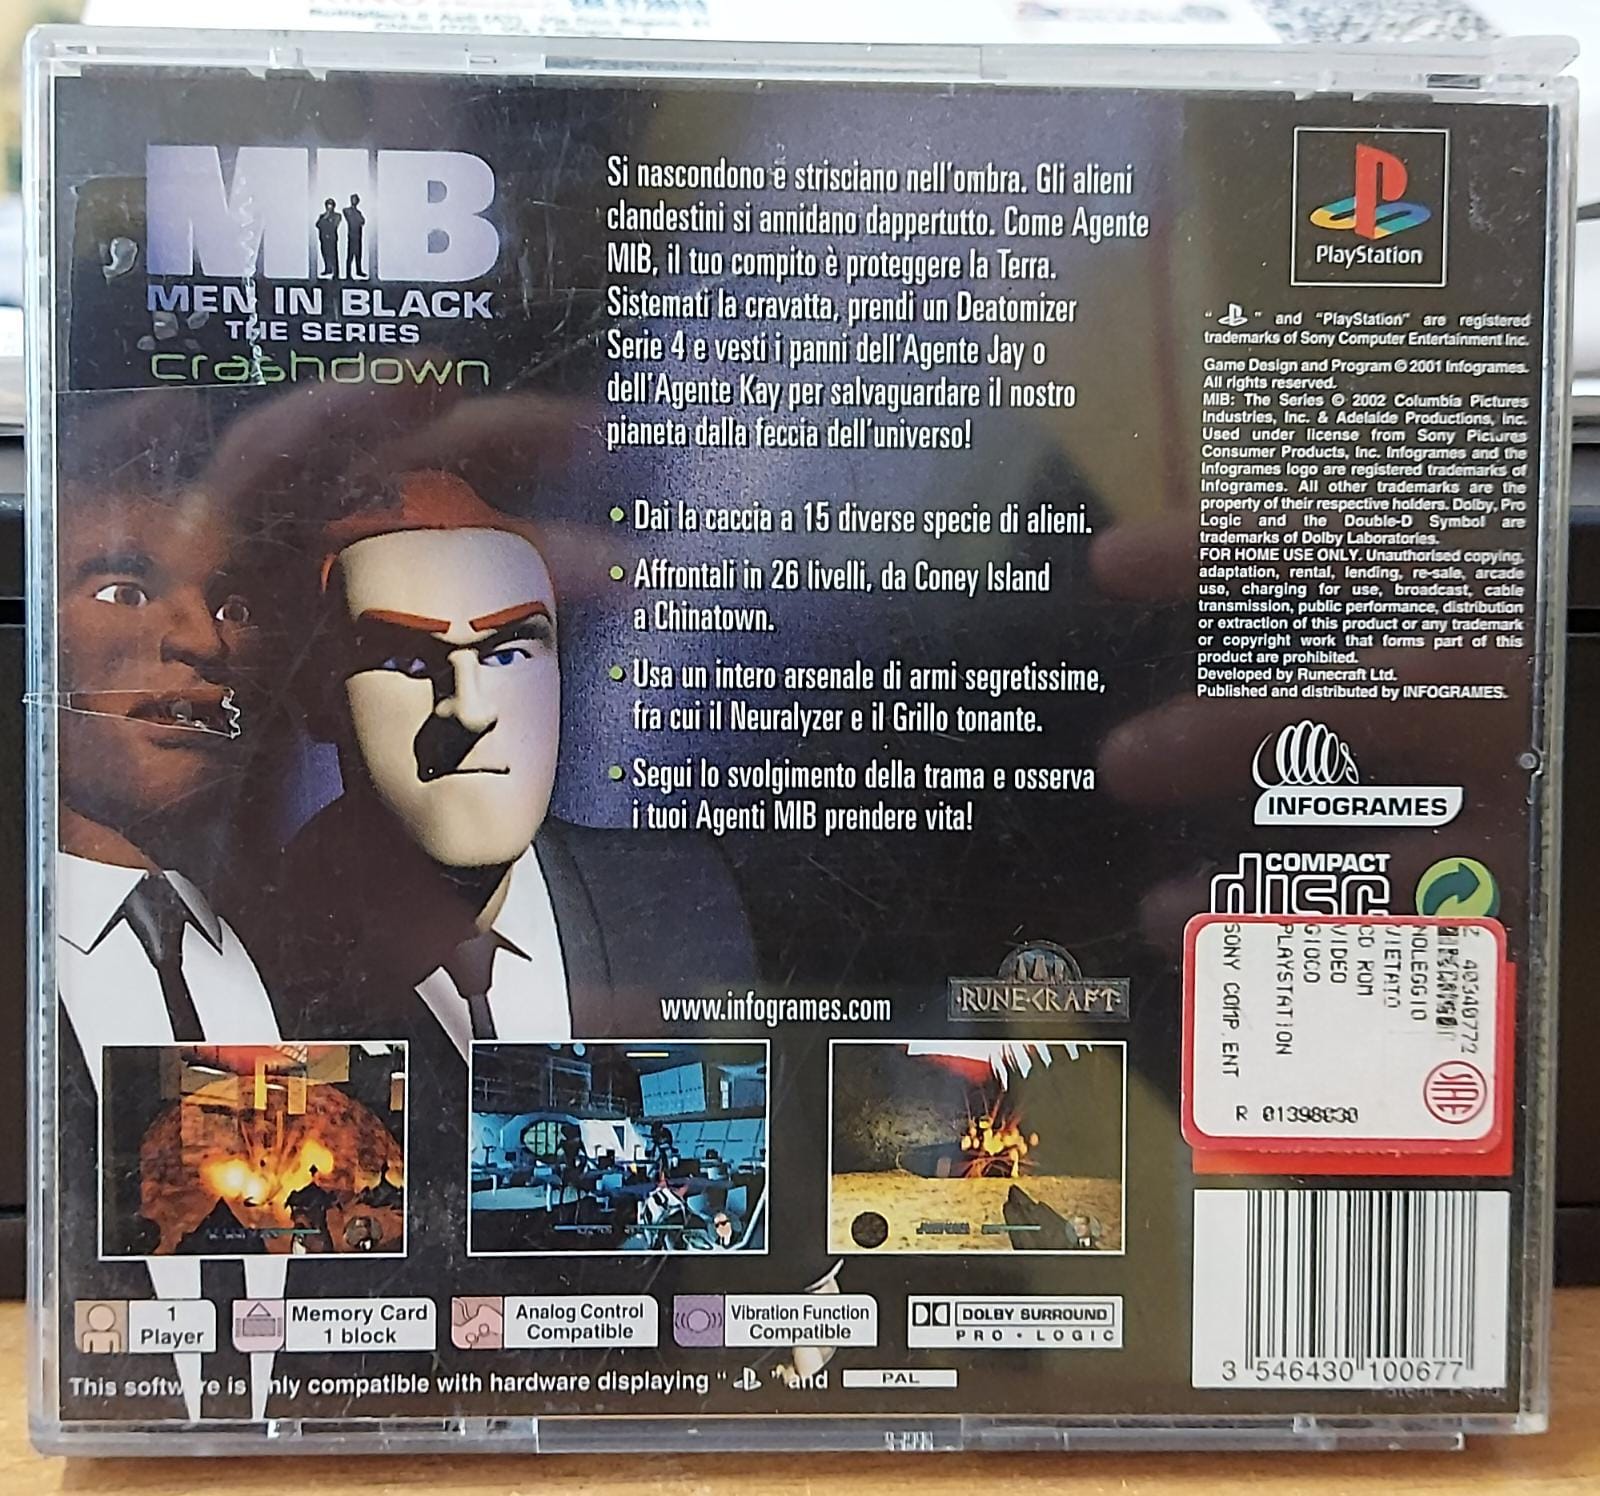 MIB
MEN IN BLACK
THE SERIES
crashdown
Si nascondono e strisciano nell'ombra. Gli alieni
clandestini si annidano dappertutto. Come Agente
MIB, il tuo compito è proteggere la Terra.
Sistemati la cravatta, prendi un Deatomizer
Serie 4 e vesti i panni dell'Agente Jay o
dell'Agente Kay per salvaguardare il nostro
pianeta dalla feccia dell'universo!
• Dai la caccia a 15 diverse specie di alieni.
• Affrontali in 26 livelli, da Coney Island
a Chinatown.
• Usa un intero arsenale di armi segretissime,
fra cui il Neuralyzer e il Grillo tonante.
• Segui lo svolgimento della trama e osserva
i tuoi Agenti MIB prendere vita!
www.infogrames.com
RUNECRAFT
PlayStation
" " and "PlayStation" are registered
trademarks of Sony Computer Entertainment Inc.
Game Design and Program © 2001 Infogrames.
All rights reserved.
MIB: The Series © 2002 Columbia Pictures
Industries, Inc. & Adelaide Productions, Inc.
Used under license from Sony Pictures
Consumer Products, Inc. Infogrames and the
Infogrames logo are registered trademarks of
Infogrames. All other trademarks are the
property of their respective holders. Dolby, Pro
Logic and the Double-D Symbol are
trademarks of Dolby Laboratories.
FOR HOME USE ONLY. Unauthorised copying,
adaptation, rental, lending, re-sale, arcade
use, charging for use, broadcast, cable
transmission, public performance, distribution
or extraction of this product or any trademark
or copyright work that forms part of this
product are prohibited.
Developed by Runecraft Ltd.
Published and distributed by INFOGRAMES.
INFOGRAMES
COMPACT
disc
NOLEGGIO
VIETATO
CD ROM
VIDEO
GIOCO
PLAYSTATION
SONY COMP ENT
R 01398030
SIAE
3 546430 100677
1
Player
Memory Card
1 block
Analog Control
Compatible
Vibration Function
Compatible
DOLBY SURROUND
PRO • LOGIC
This software is only compatible with hardware displaying " " and PAL